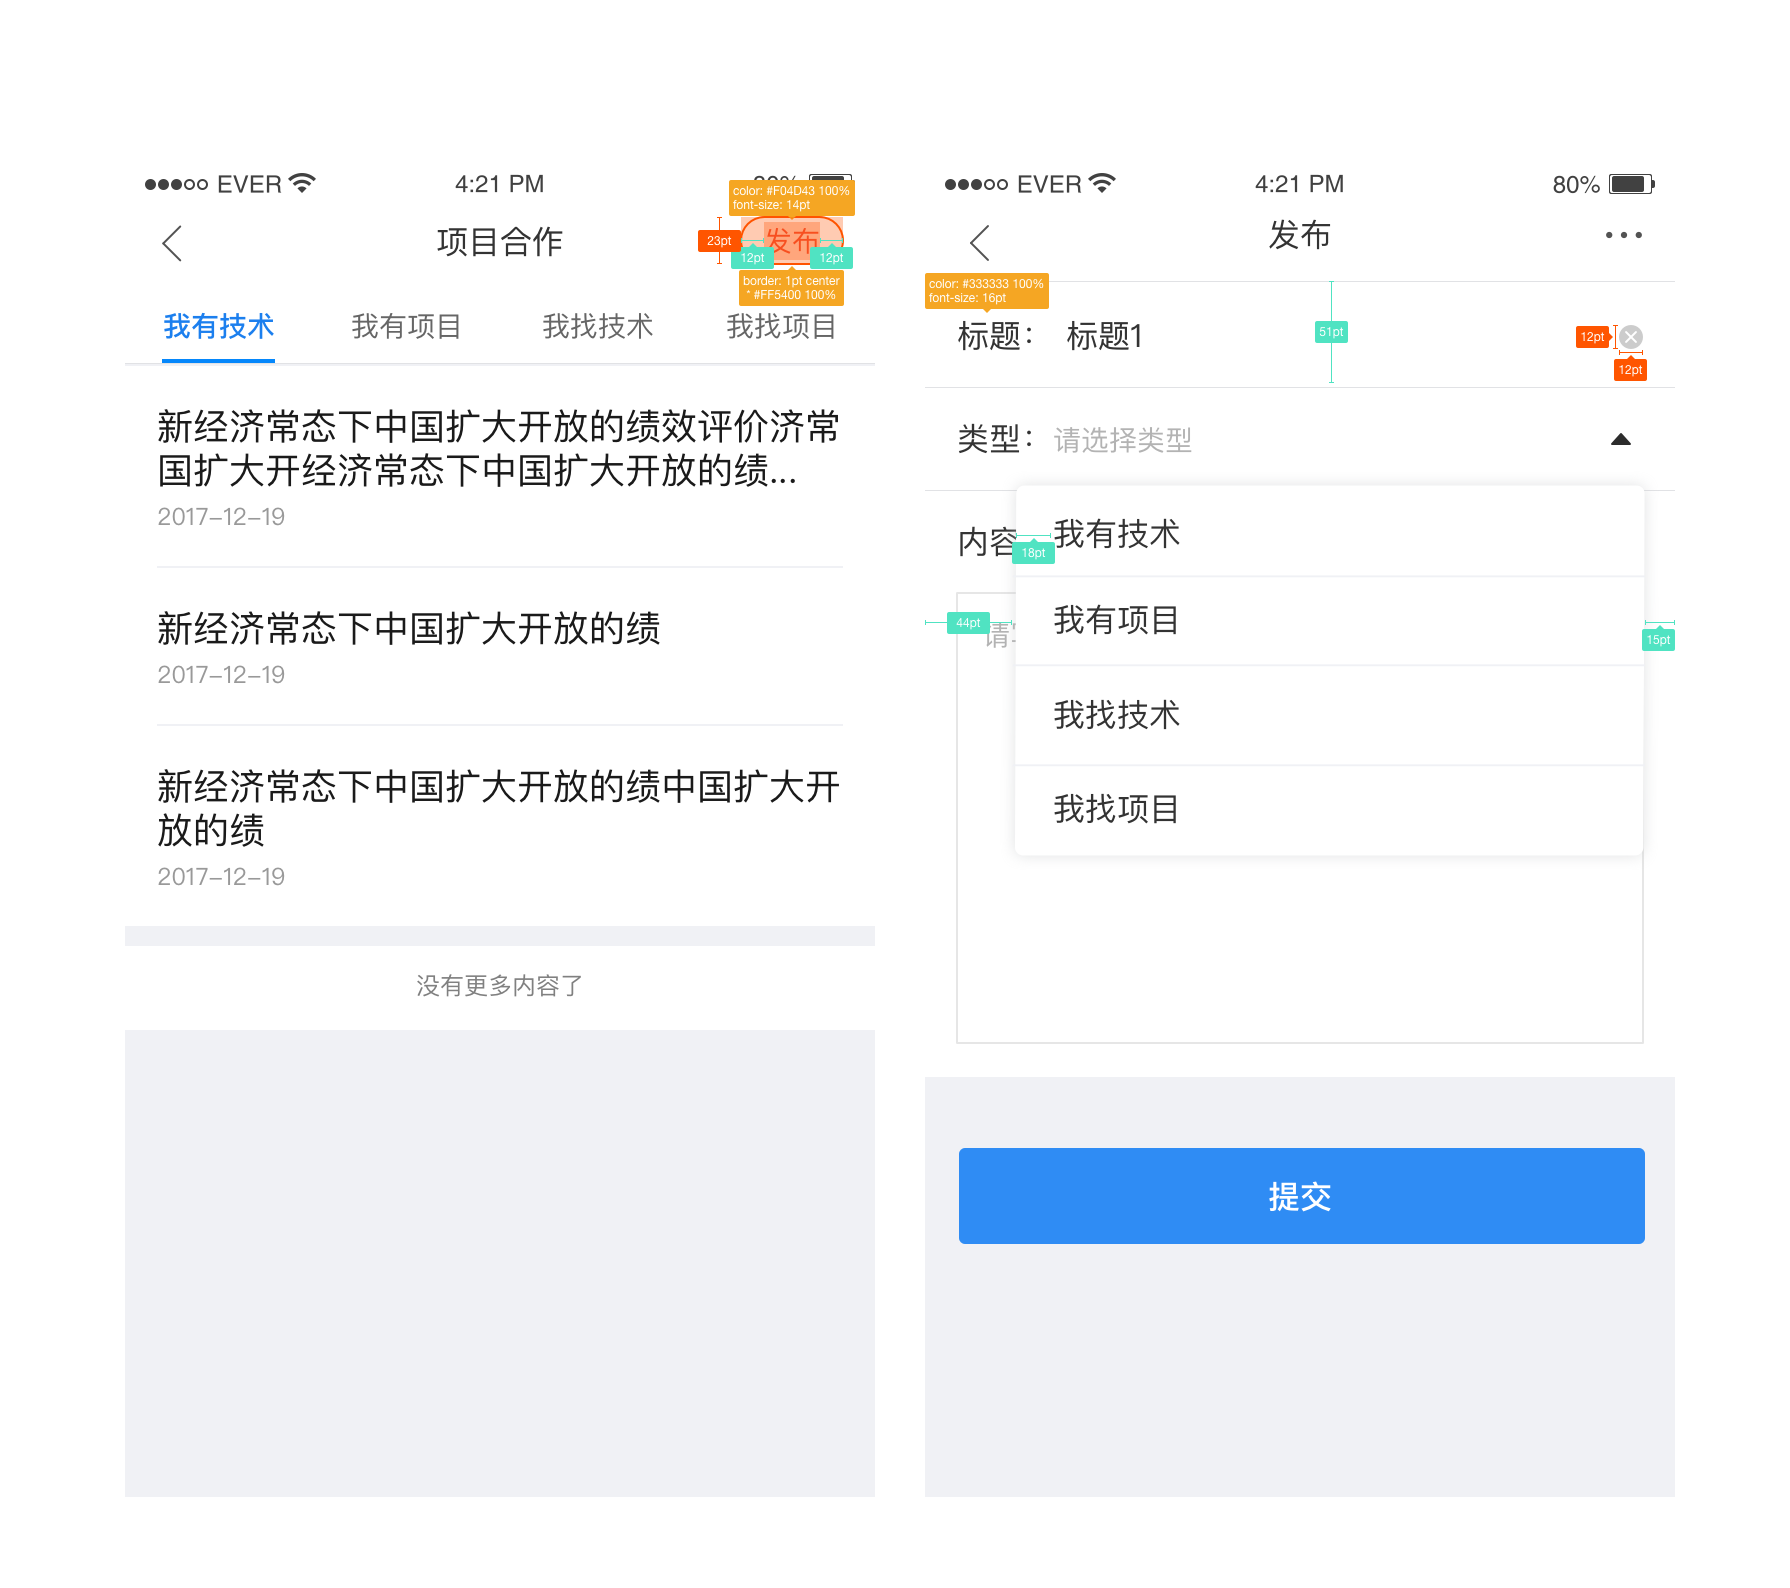 EVER 4:21 PM
color: #F04D43 100%
font-size: 14pt
项目合作
23pt
发布
12pt 12pt
border: 1pt center
* #FF5400 100%
我有技术 我有项目 我找技术 我找项目
新经济常态下中国扩大开放的绩效评价济常
国扩大开经济常态下中国扩大开放的绩...
2017-12-19
新经济常态下中国扩大开放的绩
2017-12-19
新经济常态下中国扩大开放的绩中国扩大开
放的绩
2017-12-19
没有更多内容了
EVER 4:21 PM 80%
发布
color: #333333 100%
font-size: 16pt
标题： 标题1
51pt
12pt
12pt
类型： 请选择类型
内容
18pt
我有技术
44pt
请
我有项目
15pt
我找技术
我找项目
提交